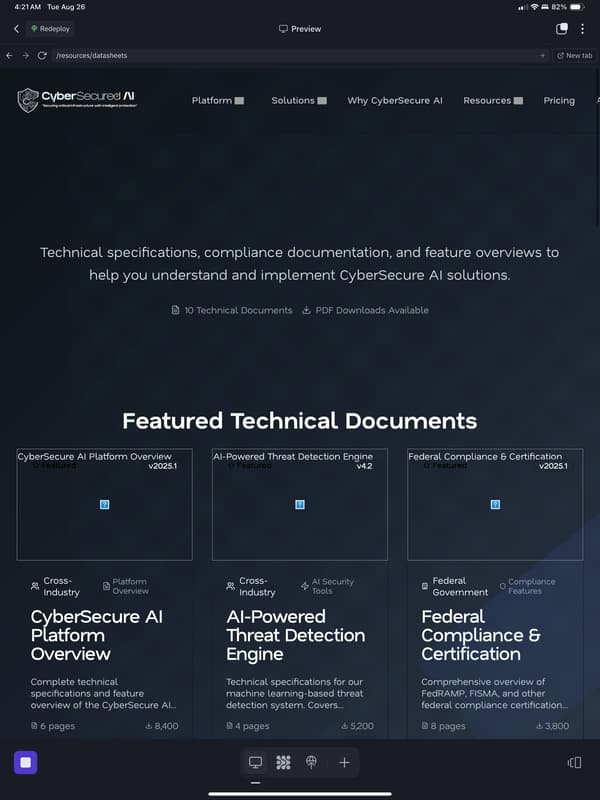 4:21 AM Tue Aug 26
82%
Redeploy
Preview
/resources/datasheets
New tab
CyberSecured AI
"Securing critical infrastructure with intelligent protection"
Platform
Solutions
Why CyberSecure AI
Resources
Pricing
Technical specifications, compliance documentation, and feature overviews to
help you understand and implement CyberSecure AI solutions.
10 Technical Documents
PDF Downloads Available
Featured Technical Documents
CyberSecure AI Platform Overview
Featured
v2025.1
Cross-
Industry
Platform
Overview
CyberSecure AI
Platform
Overview
Complete technical
specifications and feature
overview of the CyberSecure AI...
6 pages
8,400
AI-Powered Threat Detection Engine
Featured
v4.2
Cross-
Industry
AI Security
Tools
AI-Powered
Threat Detection
Engine
Technical specifications for our
machine learning-based threat
detection system. Covers...
4 pages
5,200
Federal Compliance & Certification
Featured
v2025.1
Federal
Government
Compliance
Features
Federal
Compliance &
Certification
Comprehensive overview of
FedRAMP, FISMA, and other
federal compliance certification...
8 pages
3,800